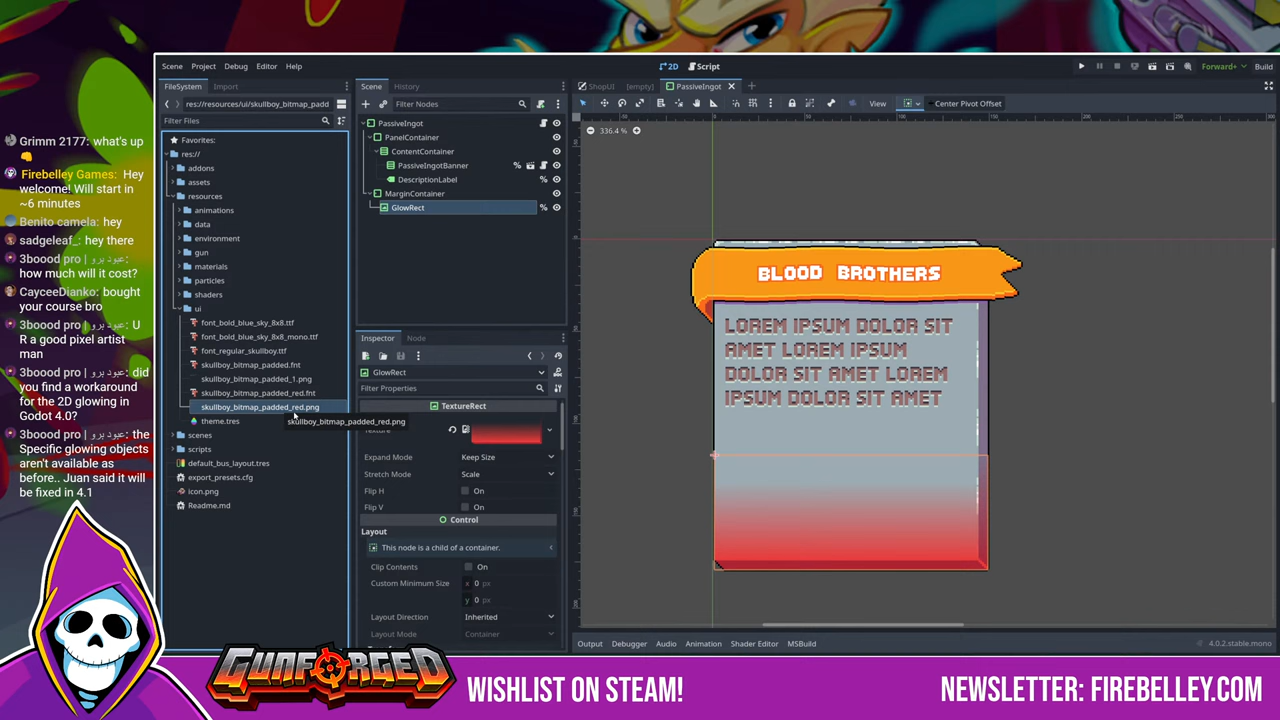 Scene Project Debug Editor Help
2D Script
Forward+ Build
FileSystem Import
Scene History
ShopUI [empty] PassiveIngot
res://resources/ui/skullboy_bitmap_padd
Filter Nodes
View Center Pivot Offset
Filter Files
336.4 %
Favorites:
res://
addons
assets
resources
animations
data
environment
gun
materials
particles
shaders
ui
font_bold_blue_sky_8x8.ttf
font_bold_blue_sky_8x8_mono.ttf
font_regular_skullboy.ttf
skullboy_bitmap_padded.fnt
skullboy_bitmap_padded_1.png
skullboy_bitmap_padded_red.fnt
skullboy_bitmap_padded_red.png
skullboy_bitmap_padded_red.png
theme.tres
scenes
scripts
default_bus_layout.tres
export_presets.cfg
icon.png
Readme.md
PassiveIngot
PanelContainer
ContentContainer
PassiveIngotBanner
DescriptionLabel
MarginContainer
GlowRect
Inspector Node
GlowRect
Filter Properties
TextureRect
Expand Mode Keep Size
Stretch Mode Scale
Flip H On
Flip V On
Control
Layout
This node is a child of a container.
Clip Contents On
Custom Minimum Size x 0 px
y 0 px
Layout Direction Inherited
Layout Mode Container
BLOOD BROTHERS
LOREM IPSUM DOLOR SIT
AMET LOREM IPSUM
DOLOR SIT AMET LOREM
IPSUM DOLOR SIT AMET
Output Debugger Audio Animation Shader Editor MSBuild
4.0.2.stable.mono
Grimm 2177: what's up
Firebelley Games: Hey
welcome! Will start in
~6 minutes
Benito camela: hey
sadgeleaf_: hey there
3boood pro | عبود برو:
how much will it cost?
CayceeDianko: bought
your course bro
3boood pro | عبود برو: U
R a good pixel artist
man
3boood pro | عبود برو: did
you find a workaround
for the 2D glowing in
Godot 4.0?
3boood pro | عبود برو: the
Specific glowing objects
aren't available as
before.. Juan said it will
be fixed in 4.1
GUNFORGED
WISHLIST ON STEAM!
NEWSLETTER: FIREBELLEY.COM